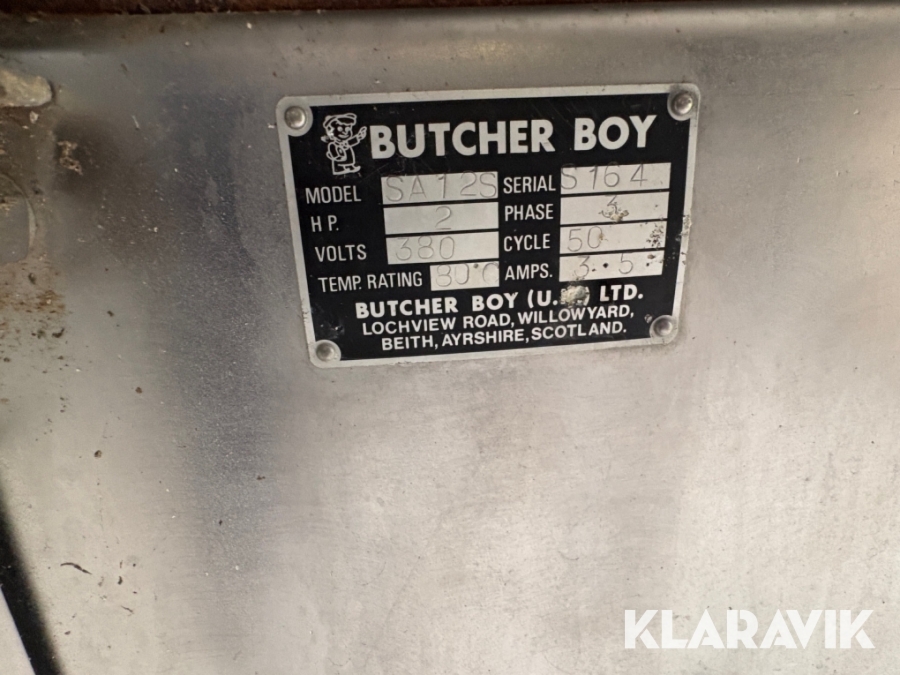 BUTCHER BOY
MODEL SA12S SERIAL S164
H P. 2 PHASE
VOLTS 380 CYCLE 50
TEMP. RATING 80°C AMPS. 3.5
BUTCHER BOY LTD.
LOCHVIEW ROAD, WILLOWYARD,
BEITH, AYRSHIRE, SCOTLAND.
KLARAVIK